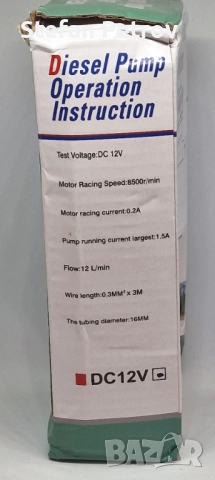 Stefan Petrov
Diesel Pump
Operation
Instruction
Test Voltage:DC 12V
Motor Racing Speed:8500r/min
Motor racing current:0.2A
Pump running current largest:1.5A
Flow:12 L/min
Wire length:0.3MM² x 3M
The tubing diameter:16MM
DC12V
BAZAR